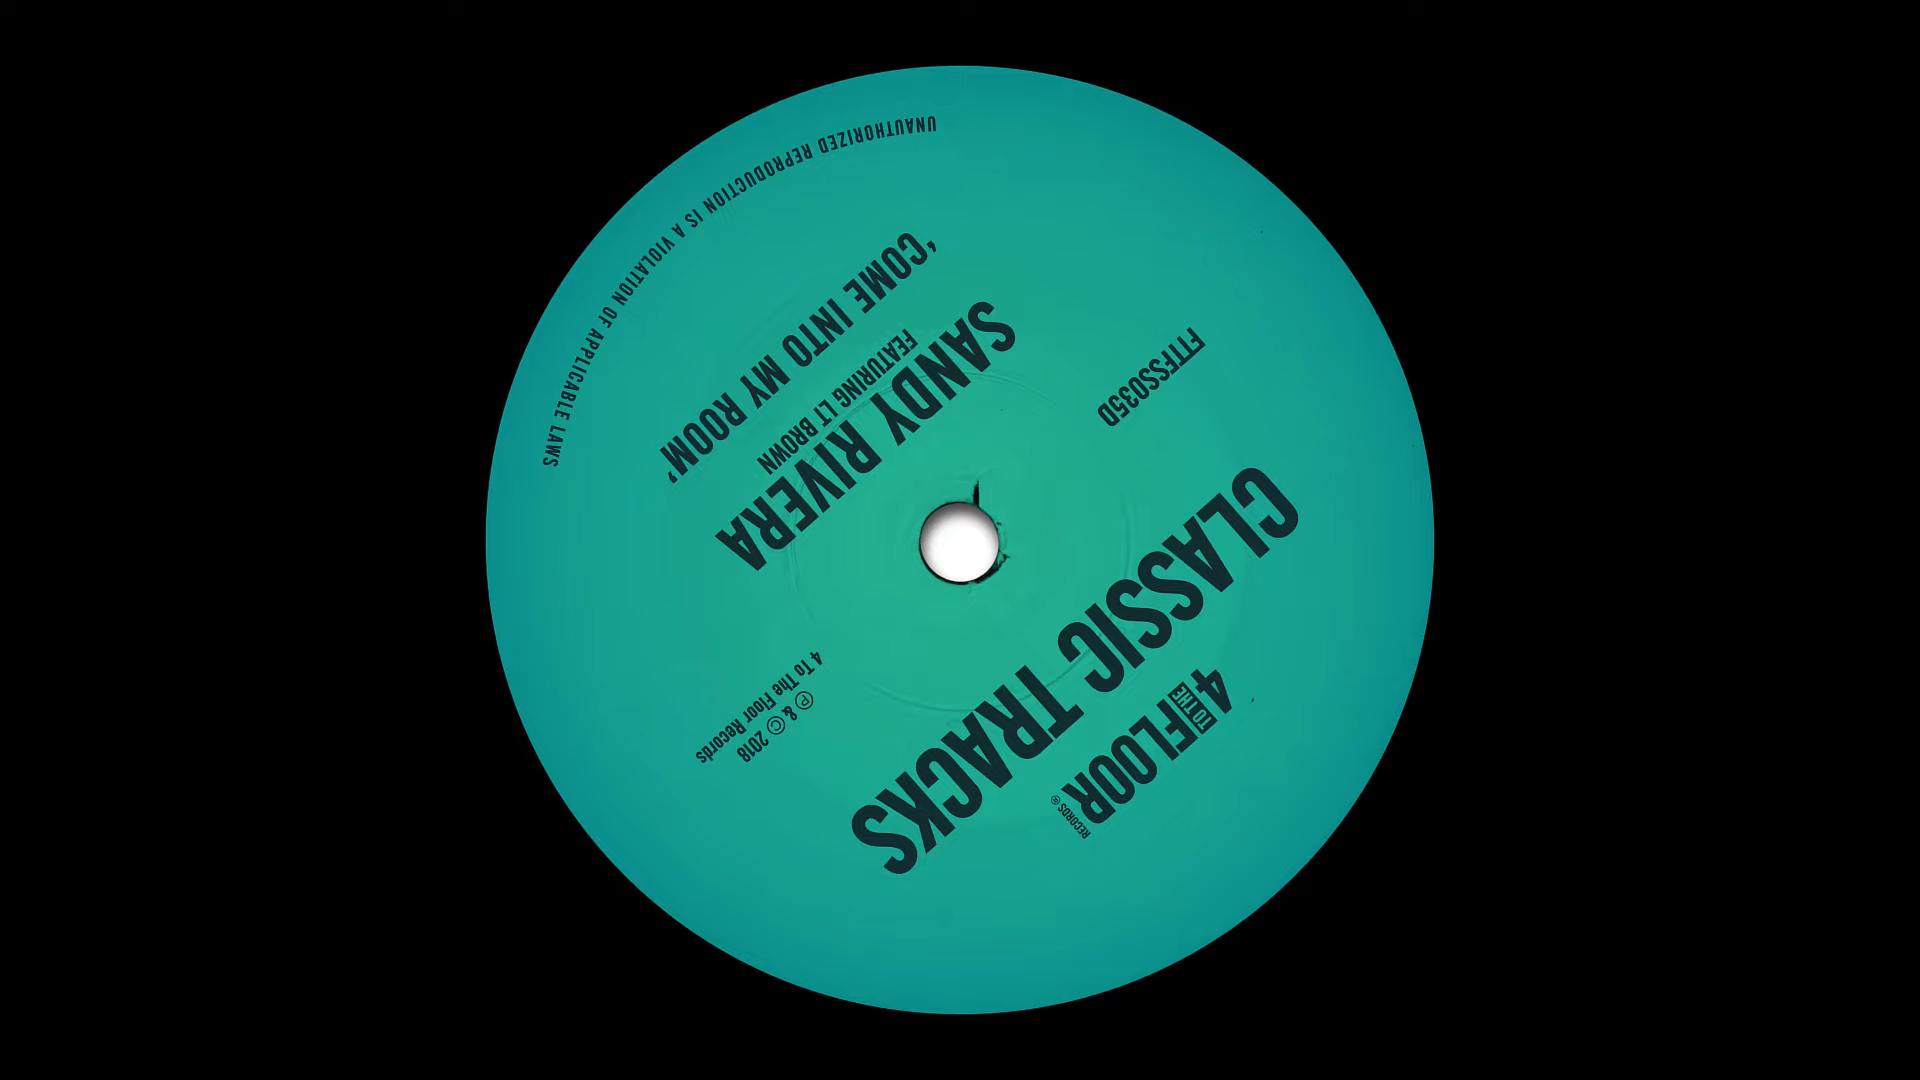 4 TO THE FLOOR
RECORDS ®
CLASSIC TRACKS
FTFSS035D
℗ & © 2018
4 To The Floor Records
SANDY RIVERA
FEATURING LT BROWN
‘COME INTO MY ROOM’
UNAUTHORIZED REPRODUCTION IS A VIOLATION OF APPLICABLE LAWS